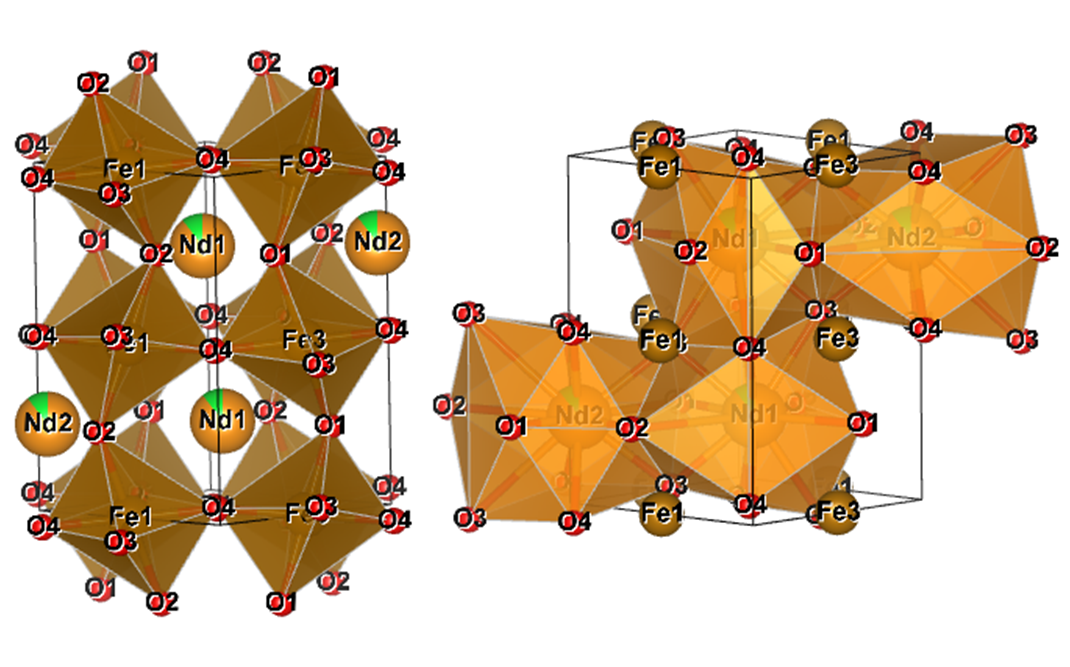 O1 O2
O2 O1
O4 O4
Fe1 O4 O3
O4 O3 O4
O1 Nd1 O2 Nd2
O2 O1
O4
O4 O3 O4 Fe3 O4
O3
Nd2 O1 Nd1 O2
O2 O1
O4 O4
O4 Fe1 O4 O3 O4
O3
O1 O2
O2 O1
O3 Fe1 O4 O3
Fe1 O4 Fe3 O4
O1 Nd1 O2 Nd2 O1
O2 O1 O2
O3 Fe O3
O4 Fe1 O4 Fe3 O4 O3
O2 Nd2 Nd1
O1 O2 O1
O3
O3 O4 Fe1 O4 Fe3